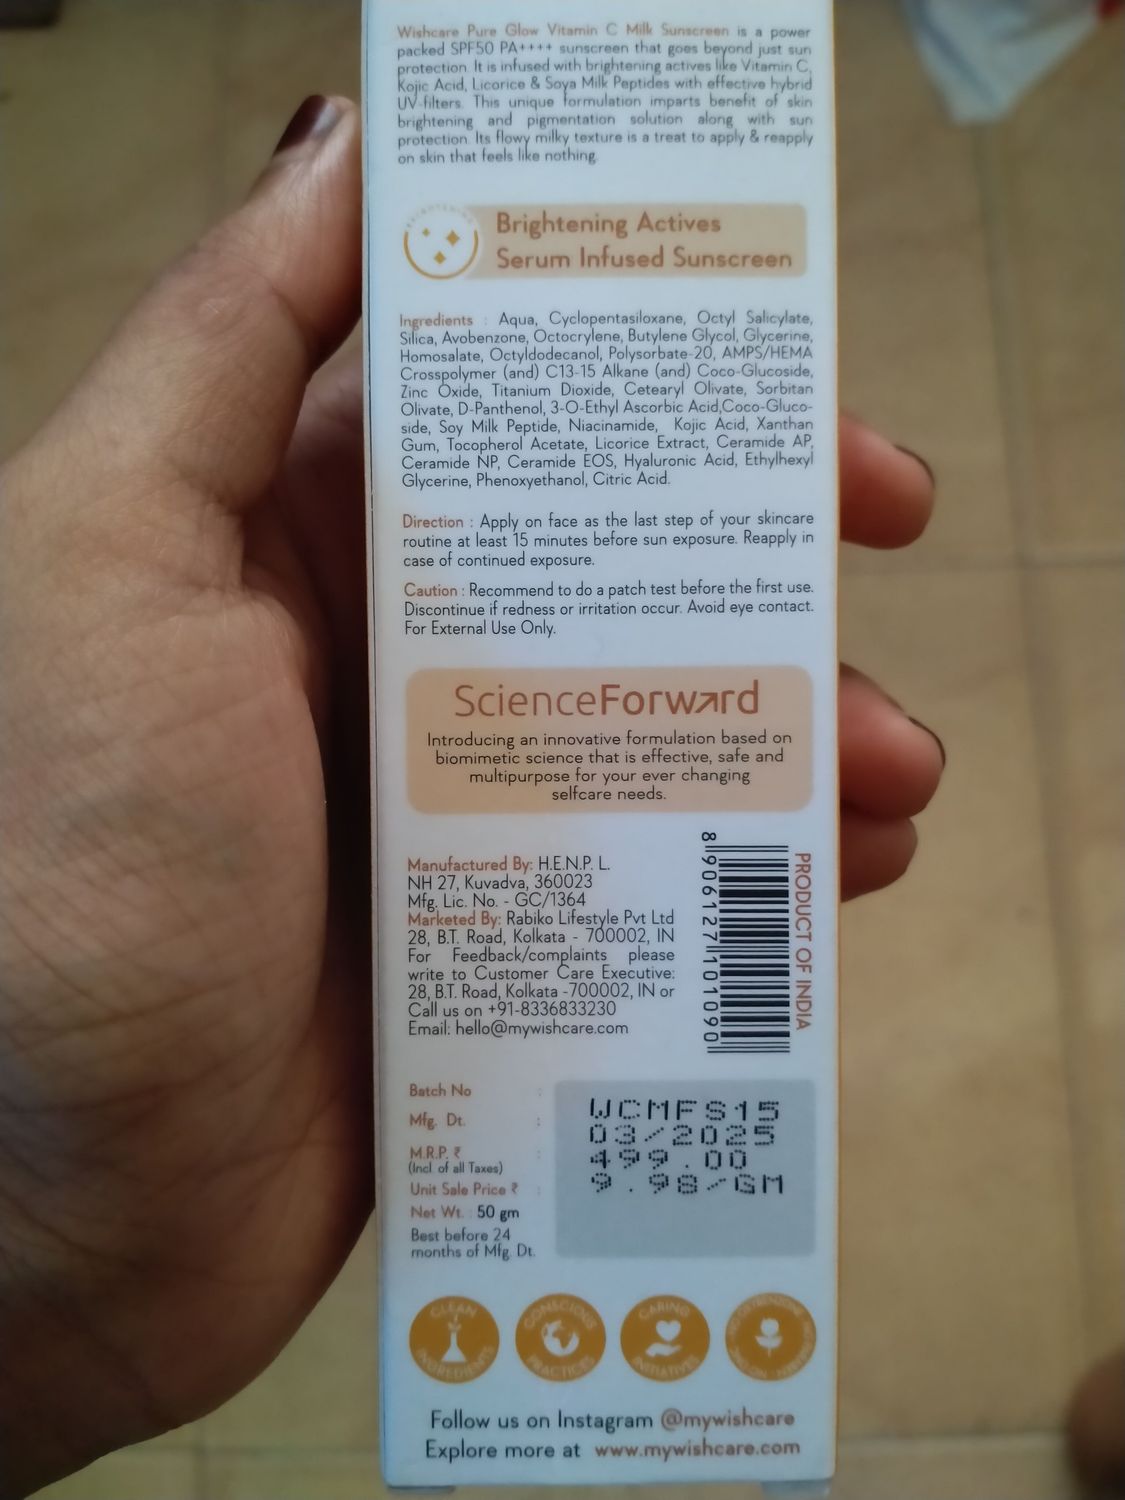 Wishcare Pure Glow Vitamin C Milk Sunscreen is a power
packed SPF50 PA++++ sunscreen that goes beyond just sun
protection. It is infused with brightening actives like Vitamin C,
Kojic Acid, Licorice & Soya Milk Peptides with effective hybrid
UV-filters. This unique formulation imparts benefit of skin
brightening and pigmentation solution along with sun
protection. Its flowy milky texture is a treat to apply & reapply
on skin that feels like nothing.
BRIGHTENING
Brightening Actives
Serum Infused Sunscreen
Ingredients : Aqua, Cyclopentasiloxane, Octyl Salicylate,
Silica, Avobenzone, Octocrylene, Butylene Glycol, Glycerine,
Homosalate, Octyldodecanol, Polysorbate-20, AMPS/HEMA
Crosspolymer (and) C13-15 Alkane (and) Coco-Glucoside,
Zinc Oxide, Titanium Dioxide, Cetearyl Olivate, Sorbitan
Olivate, D-Panthenol, 3-O-Ethyl Ascorbic Acid,Coco-Gluco-
side, Soy Milk Peptide, Niacinamide, Kojic Acid, Xanthan
Gum, Tocopherol Acetate, Licorice Extract, Ceramide AP,
Ceramide NP, Ceramide EOS, Hyaluronic Acid, Ethylhexyl
Glycerine, Phenoxyethanol, Citric Acid.
Direction : Apply on face as the last step of your skincare
routine at least 15 minutes before sun exposure. Reapply in
case of continued exposure.
Caution : Recommend to do a patch test before the first use.
Discontinue if redness or irritation occur. Avoid eye contact.
For External Use Only.
ScienceForward
Introducing an innovative formulation based on
biomimetic science that is effective, safe and
multipurpose for your ever changing
selfcare needs.
Manufactured By: H.E.N.P. L.
NH 27, Kuvadva, 360023
Mfg. Lic. No. - GC/1364
Marketed By: Rabiko Lifestyle Pvt Ltd
28, B.T. Road, Kolkata - 700002, IN
For Feedback/complaints please
write to Customer Care Executive:
28, B.T. Road, Kolkata -700002, IN or
Call us on +91-8336833230
Email: hello@mywishcare.com
8 906127 101090
PRODUCT OF INDIA
Batch No : WCMFS15
Mfg. Dt. : 03/2025
M.R.P. ₹ : 499.00
(Incl. of all Taxes)
Unit Sale Price ₹ : 9.98/GM
Net Wt. : 50 gm
Best before 24
months of Mfg. Dt.
CLEAN INGREDIENTS
CONSCIOUS PRACTICES
CARING INITIATIVES
Follow us on Instagram @mywishcare
Explore more at www.mywishcare.com